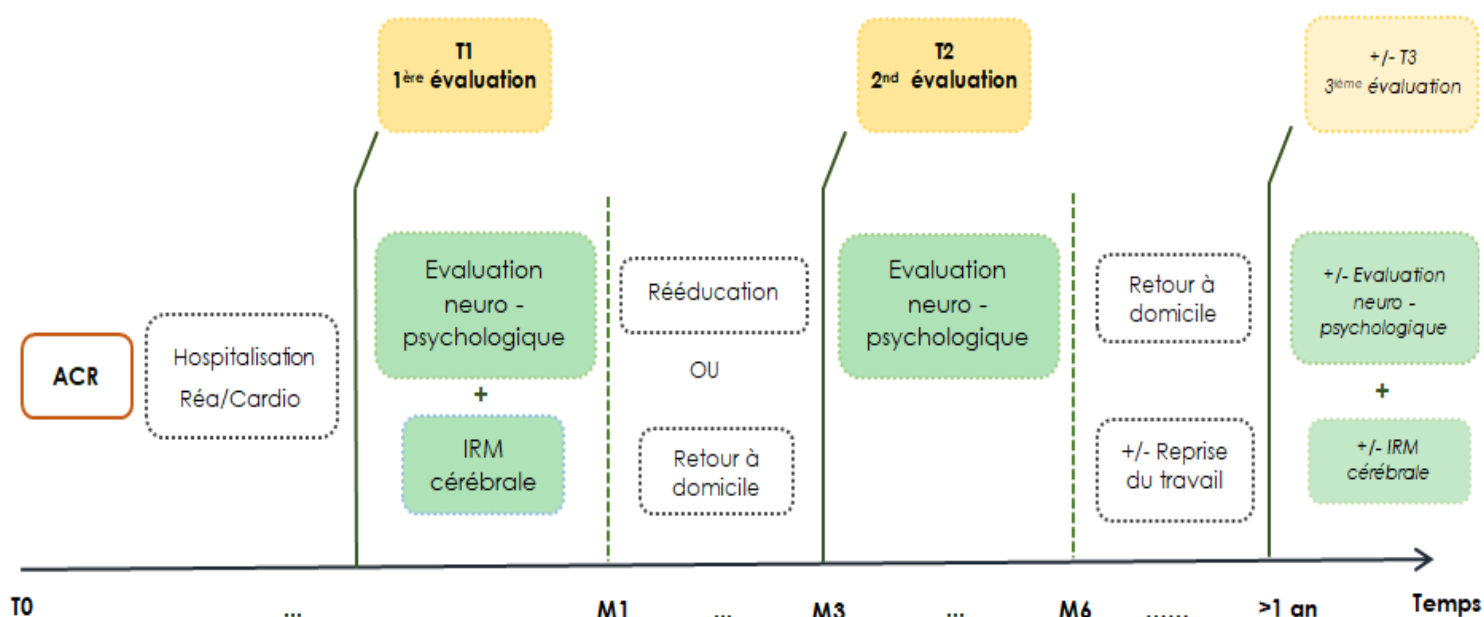 T1
1ère évaluation
T2
2nd évaluation
+/- T3
3ième évaluation
ACR
Hospitalisation
Réa/Cardio
Evaluation
neuro -
psychologique
+
IRM
cérébrale
Rééducation
OU
Retour à
domicile
Evaluation
neuro -
psychologique
Retour à
domicile
+/- Reprise
du travail
+/- Evaluation
neuro -
psychologique
+
+/- IRM
cérébrale
T0
...
M1
...
M3
...
M6
......
>1 an
Temps